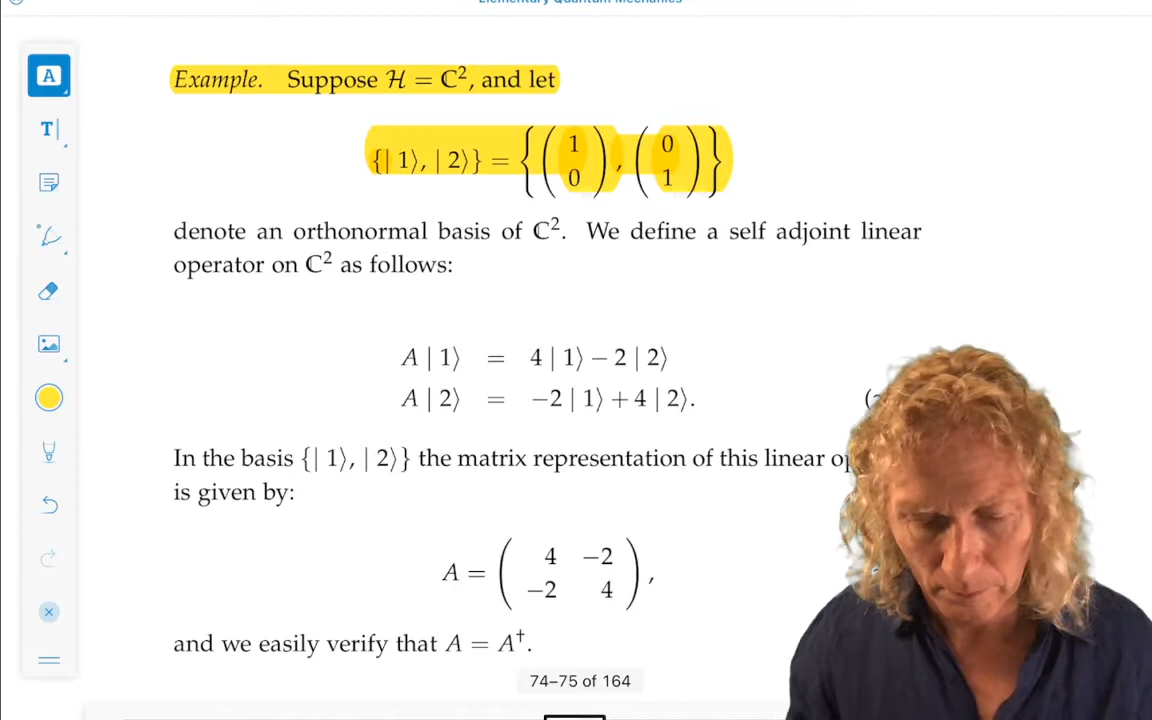 Elementary Quantum Mechanics
A
Example. Suppose ℋ = ℂ², and let
T|
{| 1⟩, | 2⟩} = { ( 1 0 ), ( 0 1 ) }
denote an orthonormal basis of ℂ². We define a self adjoint linear
operator on ℂ² as follows:
A | 1⟩ = 4 | 1⟩ − 2 | 2⟩
A | 2⟩ = −2 | 1⟩ + 4 | 2⟩.
In the basis {| 1⟩, | 2⟩} the matrix representation of this linear
is given by:
A = ( 4 −2 −2 4 ),
and we easily verify that A = A†.
74–75 of 164